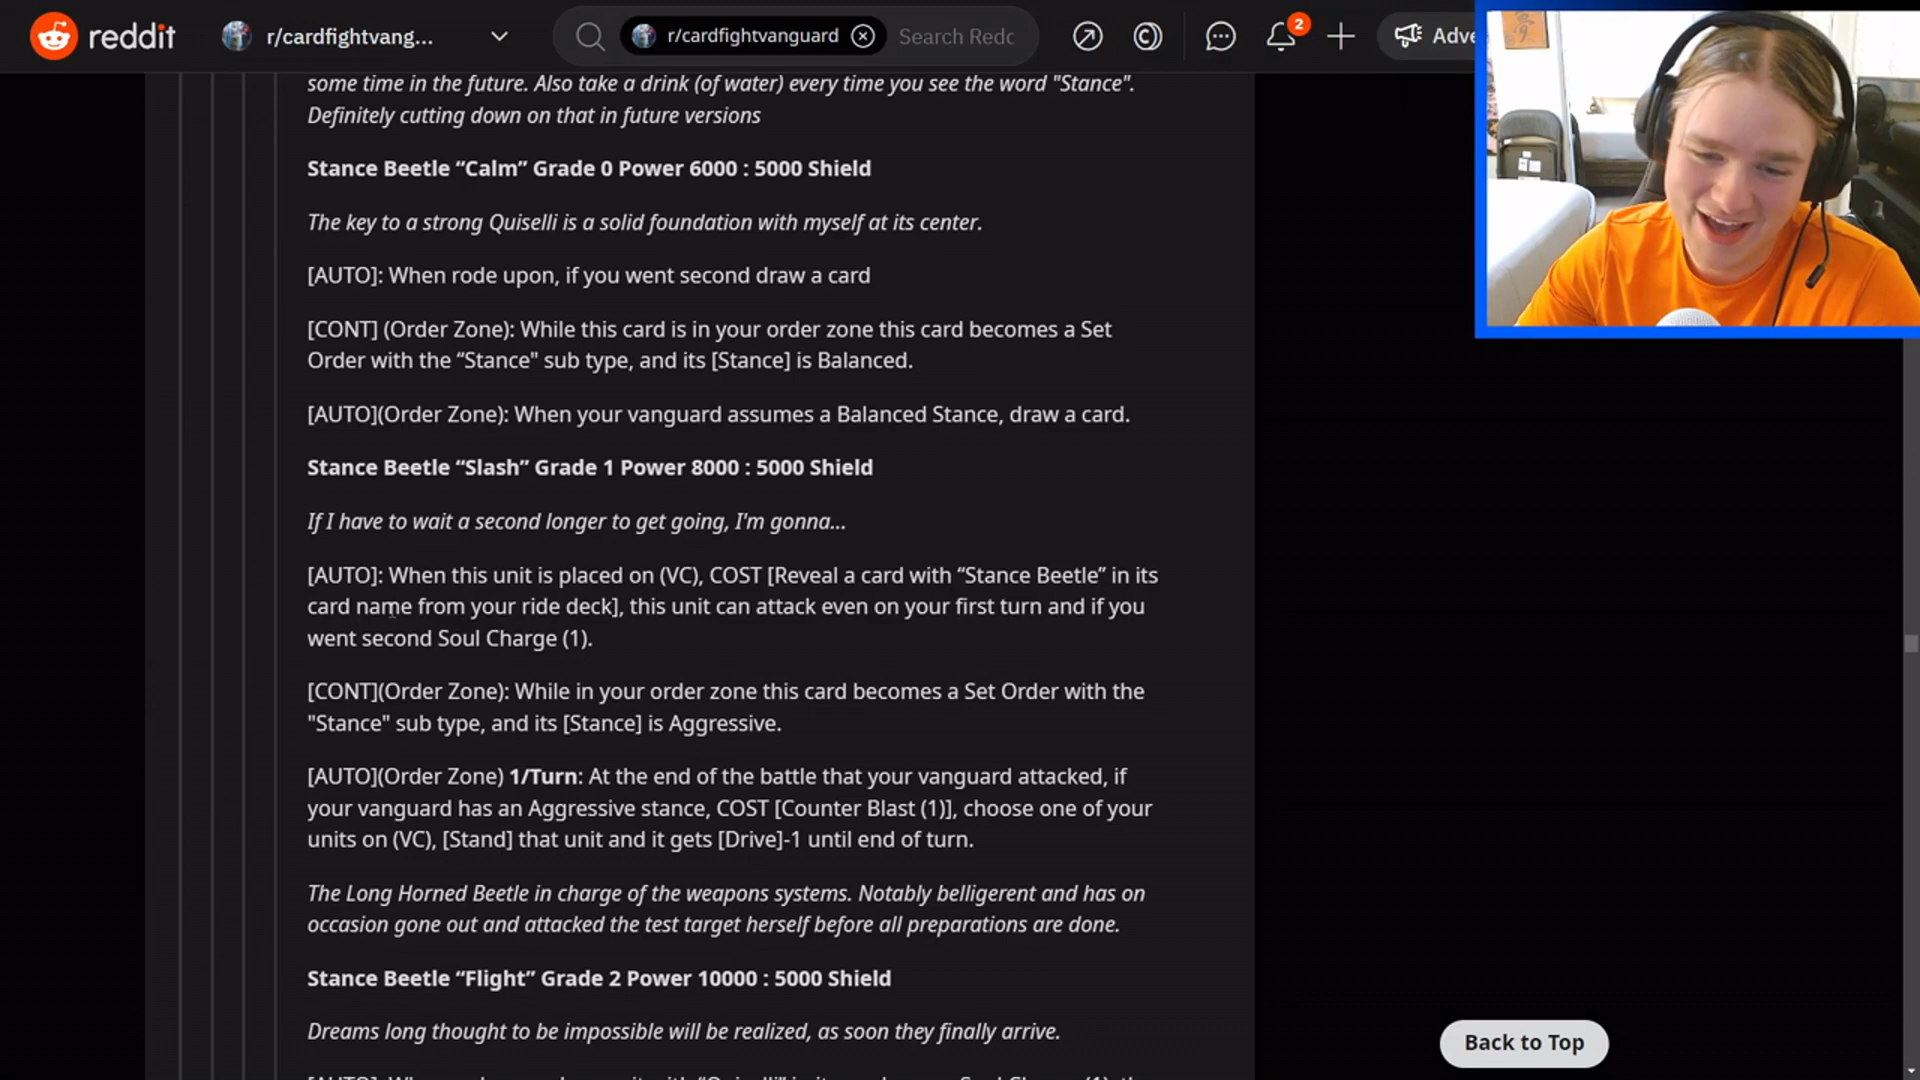 reddit
r/cardfightvang...
r/cardfightvanguard
Search Redc
2
Adve
some time in the future. Also take a drink (of water) every time you see the word "Stance".
Definitely cutting down on that in future versions
Stance Beetle “Calm” Grade 0 Power 6000 : 5000 Shield
The key to a strong Quiselli is a solid foundation with myself at its center.
[AUTO]: When rode upon, if you went second draw a card
[CONT] (Order Zone): While this card is in your order zone this card becomes a Set
Order with the “Stance" sub type, and its [Stance] is Balanced.
[AUTO](Order Zone): When your vanguard assumes a Balanced Stance, draw a card.
Stance Beetle “Slash” Grade 1 Power 8000 : 5000 Shield
If I have to wait a second longer to get going, I'm gonna...
[AUTO]: When this unit is placed on (VC), COST [Reveal a card with “Stance Beetle” in its
card name from your ride deck], this unit can attack even on your first turn and if you
went second Soul Charge (1).
[CONT](Order Zone): While in your order zone this card becomes a Set Order with the
"Stance" sub type, and its [Stance] is Aggressive.
[AUTO](Order Zone) 1/Turn: At the end of the battle that your vanguard attacked, if
your vanguard has an Aggressive stance, COST [Counter Blast (1)], choose one of your
units on (VC), [Stand] that unit and it gets [Drive]-1 until end of turn.
The Long Horned Beetle in charge of the weapons systems. Notably belligerent and has on
occasion gone out and attacked the test target herself before all preparations are done.
Stance Beetle “Flight” Grade 2 Power 10000 : 5000 Shield
Dreams long thought to be impossible will be realized, as soon they finally arrive.
Back to Top